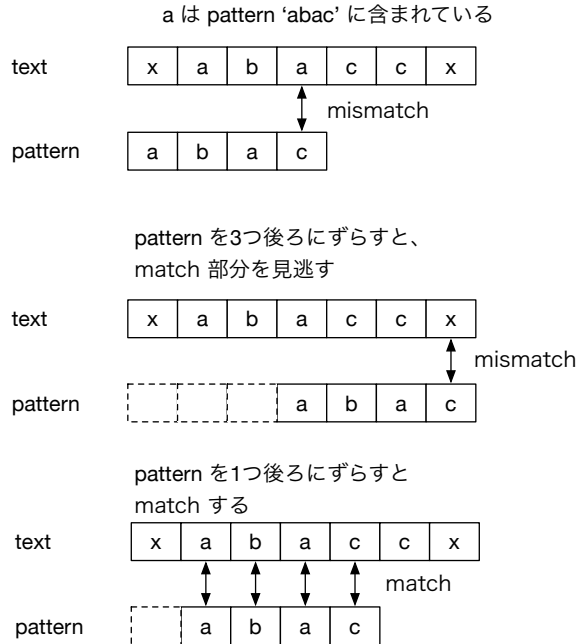 a は pattern ‘abac’ に含まれている
text x a b a c c x
mismatch
pattern a b a c
pattern を3つ後ろにずらすと、
match 部分を見逃す
text x a b a c c x
mismatch
pattern a b a c
pattern を1つ後ろにずらすと
match する
text x a b a c c x
match
pattern a b a c